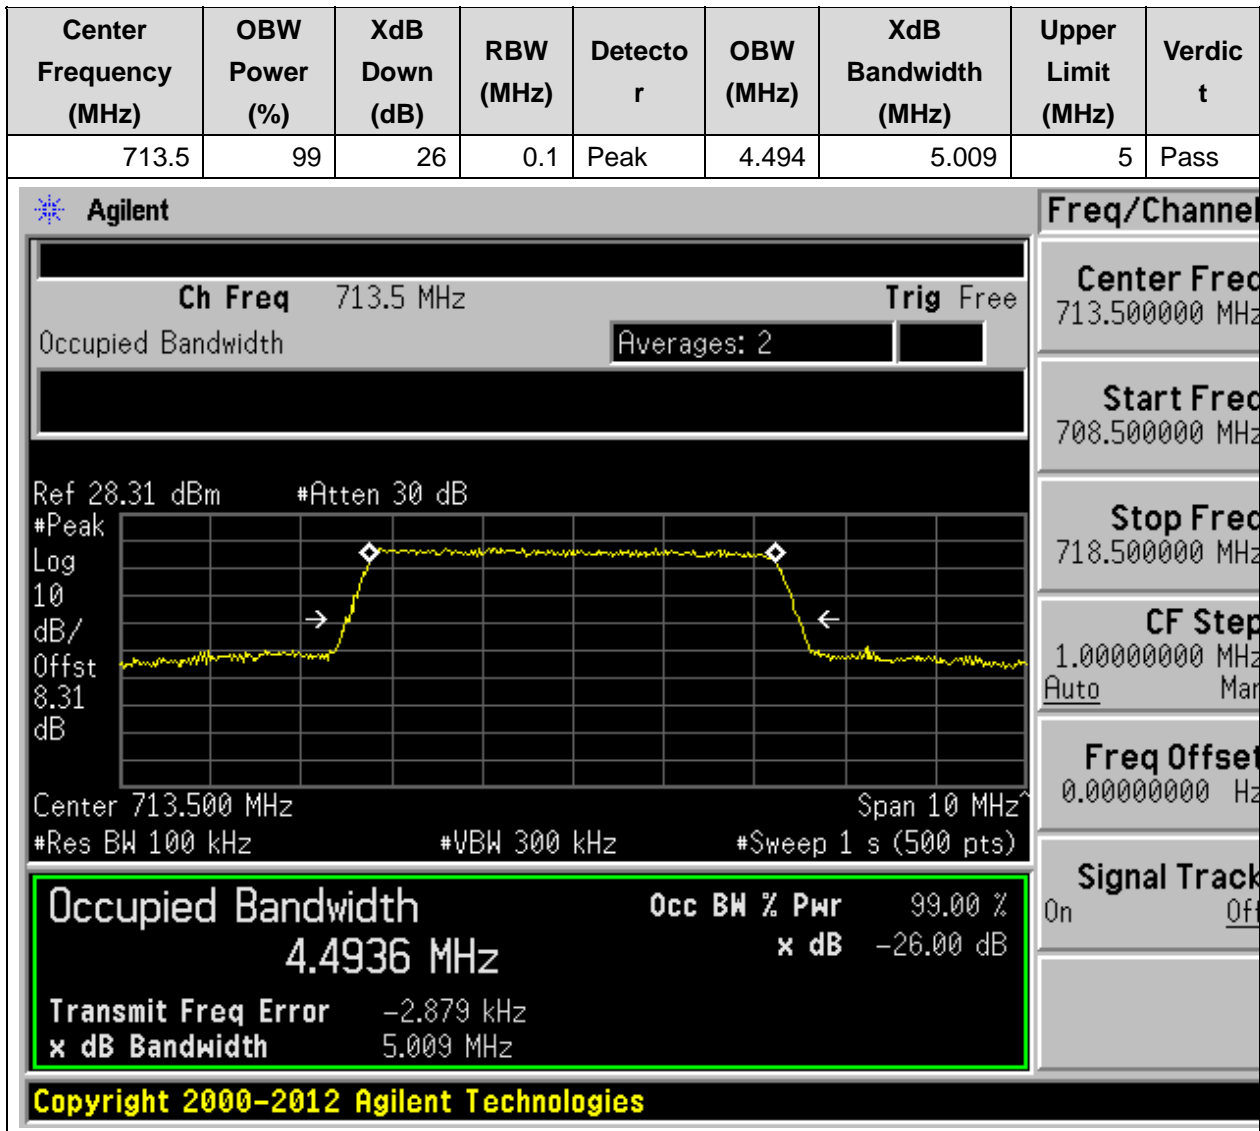 Center Frequency (MHz) OBW Power (%) XdB Down (dB) RBW (MHz) Detecto r OBW (MHz) XdB Bandwidth (MHz) Upper Limit (MHz) Verdic t
713.5 99 26 0.1 Peak 4.494 5.009 5 Pass
Agilent
Freq/Channel
Ch Freq 713.5 MHz Trig Free
Occupied Bandwidth Averages: 2
Center Freq
713.500000 MHz
Start Freq
708.500000 MHz
Stop Freq
718.500000 MHz
CF Step
1.00000000 MHz
Auto Man
Freq Offset
0.00000000 Hz
Signal Track
On Off
Ref 28.31 dBm #Atten 30 dB
#Peak
Log
10
dB/
Offst
8.31
dB
Center 713.500 MHz Span 10 MHz^
#Res BW 100 kHz #VBW 300 kHz #Sweep 1 s (500 pts)
Occupied Bandwidth
4.4936 MHz
Occ BW % Pwr 99.00 %
x dB -26.00 dB
Transmit Freq Error -2.879 kHz
x dB Bandwidth 5.009 MHz
Copyright 2000-2012 Agilent Technologies